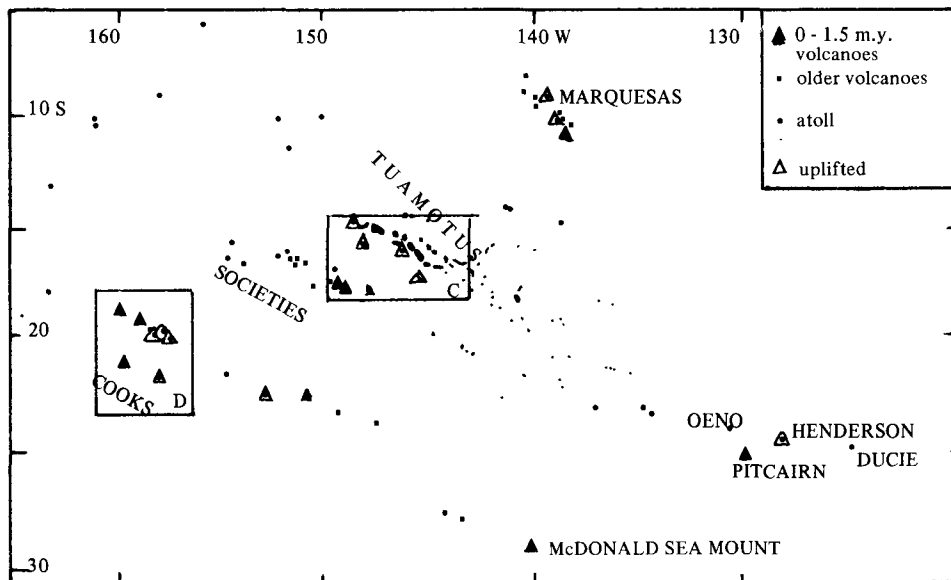 160
150
140 W
130
0 - 1.5 m.y.
volcanoes
older volcanoes
atoll
uplifted
10 S
MARQUESAS
TUAMOTUS
SOCIETIES
C
20
COOKS
D
OENO
HENDERSON
DUCIE
PITCAIRN
McDONALD SEA MOUNT
30